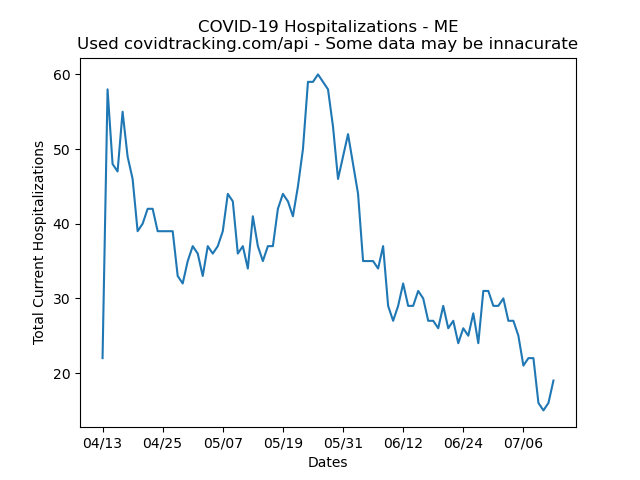 COVID-19 Hospitalizations - ME
Used covidtracking.com/api - Some data may be innacurate
Total Current Hospitalizations
60
50
40
30
20
04/13 04/25 05/07 05/19 05/31 06/12 06/24 07/06
Dates